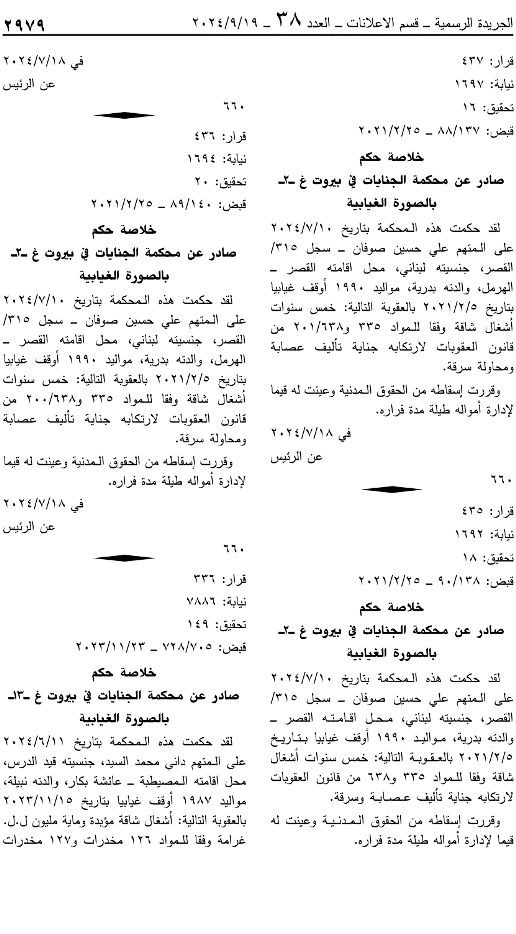 الجريدة الرسمية ــ قسم الاعلانات ــ العدد ٣٨ ــ ٢٠٢٤/٩/١٩
٢٩٧٩
قرار: ٤٣٧
نيابة: ١٦٩٧
تحقيق: ١٦
قبض: ٨٨/١٣٧ ــ ٢٠٢١/٢/٢٥
خلاصة حكم
صادر عن محكمة الجنايات في بيروت غ ـ٢ـ
بالصورة الغيابية
لقد حكمت هذه المحكمة بتاريخ ٢٠٢٤/٧/١٠
على المتهم علي حسين صوفان ــ سجل ٣١٥/
القصر، جنسيته لبناني، محل اقامته القصر ــ
الهرمل، والدته بدرية، مواليد ١٩٩٠ أوقف غيابيا
بتاريخ ٢٠٢١/٢/٥ بالعقوبة التالية: خمس سنوات
أشغال شاقة وفقا للمواد ٣٣٥ و٢٠١/٦٣٨ من
قانون العقوبات لارتكابه جناية تأليف عصابة
ومحاولة سرقة.
وقررت إسقاطه من الحقوق المدنية وعينت له قيما
لإدارة أمواله طيلة مدة فراره.
في ٢٠٢٤/٧/١٨
عن الرئيس
٦٦٠
قرار: ٤٣٥
نيابة: ١٦٩٢
تحقيق: ١٨
قبض: ٩٠/١٣٨ ــ ٢٠٢١/٢/٢٥
خلاصة حكم
صادر عن محكمة الجنايات في بيروت غ ـ٢ـ
بالصورة الغيابية
لقد حكمت هذه المحكمة بتاريخ ٢٠٢٤/٧/١٠
على المتهم علي حسين صوفان ــ سجل ٣١٥/
القصر، جنسيته لبناني، محل اقامته القصر ــ
والدته بدرية، مواليد ١٩٩٠ أوقف غيابيا بتاريخ
٢٠٢١/٢/٥ بالعقوبة التالية: خمس سنوات أشغال
شاقة وفقا للمواد ٣٣٥ و٦٣٨ من قانون العقوبات
لارتكابه جناية تأليف عصابة وسرقة.
وقررت إسقاطه من الحقوق المدنية وعينت له
قيما لإدارة أمواله طيلة مدة فراره.
في ٢٠٢٤/٧/١٨
عن الرئيس
٦٦٠
قرار: ٤٣٦
نيابة: ١٦٩٤
تحقيق: ٢٠
قبض: ٨٩/١٤٠ ــ ٢٠٢١/٢/٢٥
خلاصة حكم
صادر عن محكمة الجنايات في بيروت غ ـ٢ـ
بالصورة الغيابية
لقد حكمت هذه المحكمة بتاريخ ٢٠٢٤/٧/١٠
على المتهم علي حسين صوفان ــ سجل ٣١٥/
القصر، جنسيته لبناني، محل اقامته القصر ــ
الهرمل، والدته بدرية، مواليد ١٩٩٠ أوقف غيابيا
بتاريخ ٢٠٢١/٢/٥ بالعقوبة التالية: خمس سنوات
أشغال شاقة وفقا للمواد ٣٣٥ و٢٠٠/٦٣٨ من
قانون العقوبات لارتكابه جناية تأليف عصابة
ومحاولة سرقة.
وقررت إسقاطه من الحقوق المدنية وعينت له قيما
لإدارة أمواله طيلة مدة فراره.
في ٢٠٢٤/٧/١٨
عن الرئيس
٦٦٠
قرار: ٣٣٦
نيابة: ٧٨٨٦
تحقيق: ١٤٩
قبض: ٧٢٨/٧٠٥ ــ ٢٠٢٣/١١/٢٣
خلاصة حكم
صادر عن محكمة الجنايات في بيروت غ ـ١٣ـ
بالصورة الغيابية
لقد حكمت هذه المحكمة بتاريخ ٢٠٢٤/٦/١١
على المتهم داني محمد السيد، جنسيته قيد الدرس،
محل اقامته المصيطبة ــ عائشة بكار، والدته نبيلة،
مواليد ١٩٨٧ أوقف غيابيا بتاريخ ٢٠٢٣/١١/١٥
بالعقوبة التالية: أشغال شاقة مؤبدة وماية مليون ل.ل.
غرامة وفقا للمواد ١٢٦ مخدرات و١٢٧ مخدرات